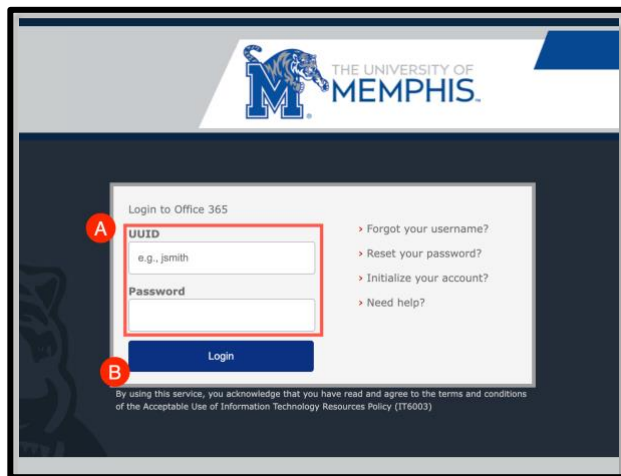 THE UNIVERSITY OF
MEMPHIS.
M
Login to Office 365
A
UUID
e.g., jsmith
Password
B
Login
› Forgot your username?
› Reset your password?
› Initialize your account?
› Need help?
By using this service, you acknowledge that you have read and agree to the terms and conditions
of the Acceptable Use of Information Technology Resources Policy (IT6003)